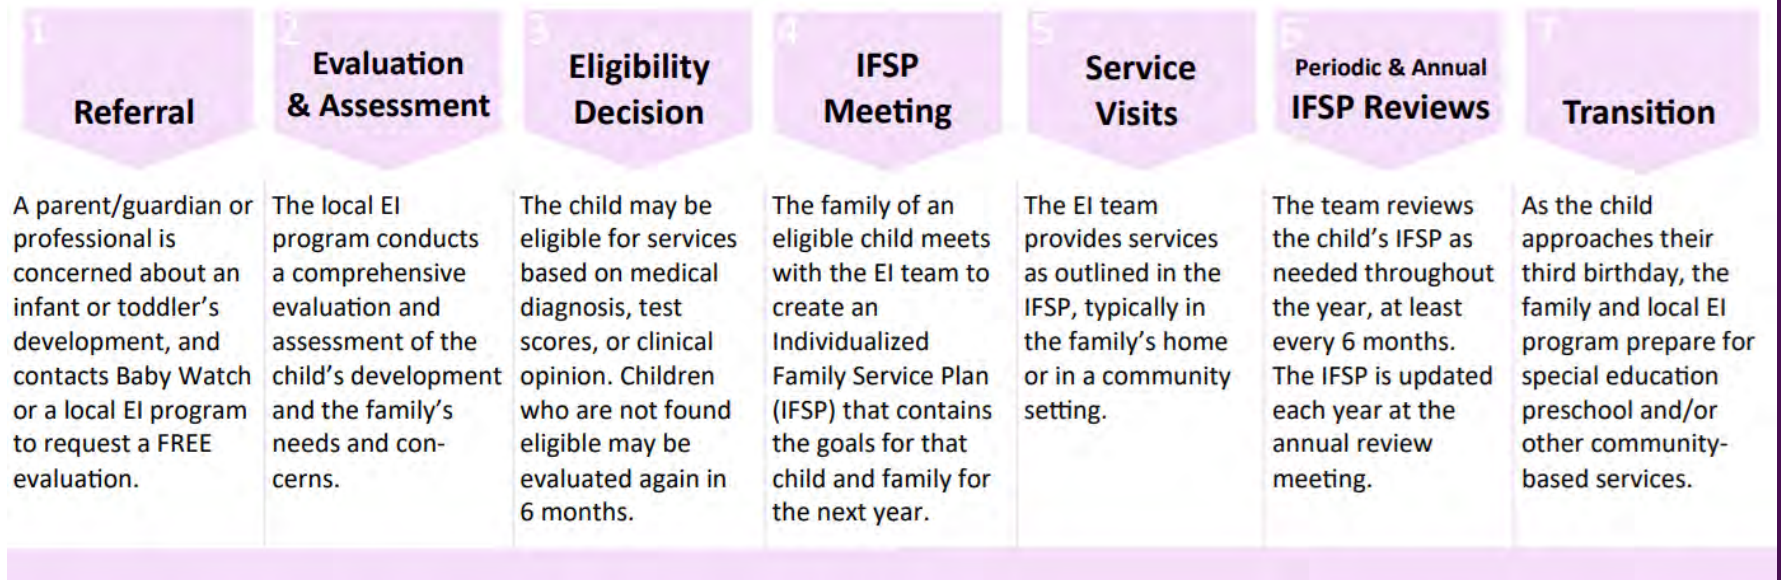 1
Referral
A parent/guardian or
professional is
concerned about an
infant or toddler's
development, and
contacts Baby Watch
or a local EI program
to request a FREE
evaluation.
2
Evaluation
& Assessment
The local EI
program conducts
a comprehensive
evaluation and
assessment of the
child's development
and the family's
needs and con-
cerns.
3
Eligibility
Decision
The child may be
eligible for services
based on medical
diagnosis, test
scores, or clinical
opinion. Children
who are not found
eligible may be
evaluated again in
6 months.
4
IFSP
Meeting
The family of an
eligible child meets
with the EI team to
create an
Individualized
Family Service Plan
(IFSP) that contains
the goals for that
child and family for
the next year.
5
Service
Visits
The EI team
provides services
as outlined in the
IFSP, typically in
the family's home
or in a community
setting.
6
Periodic & Annual
IFSP Reviews
The team reviews
the child's IFSP as
needed throughout
the year, at least
every 6 months.
The IFSP is updated
each year at the
annual review
meeting.
7
Transition
As the child
approaches their
third birthday, the
family and local EI
program prepare for
special education
preschool and/or
other community-
based services.